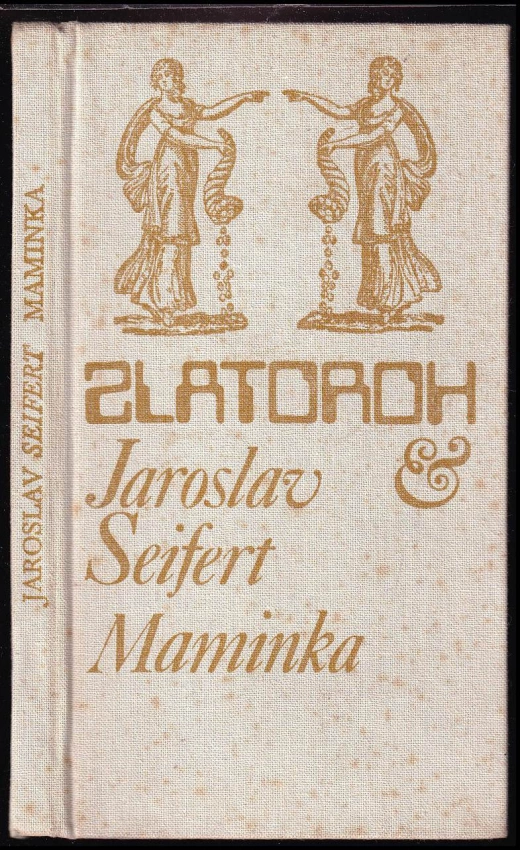 JAROSLAV SEIFERT MAMINKA
ZLATOROH
Jaroslav &
Seifert
Maminka